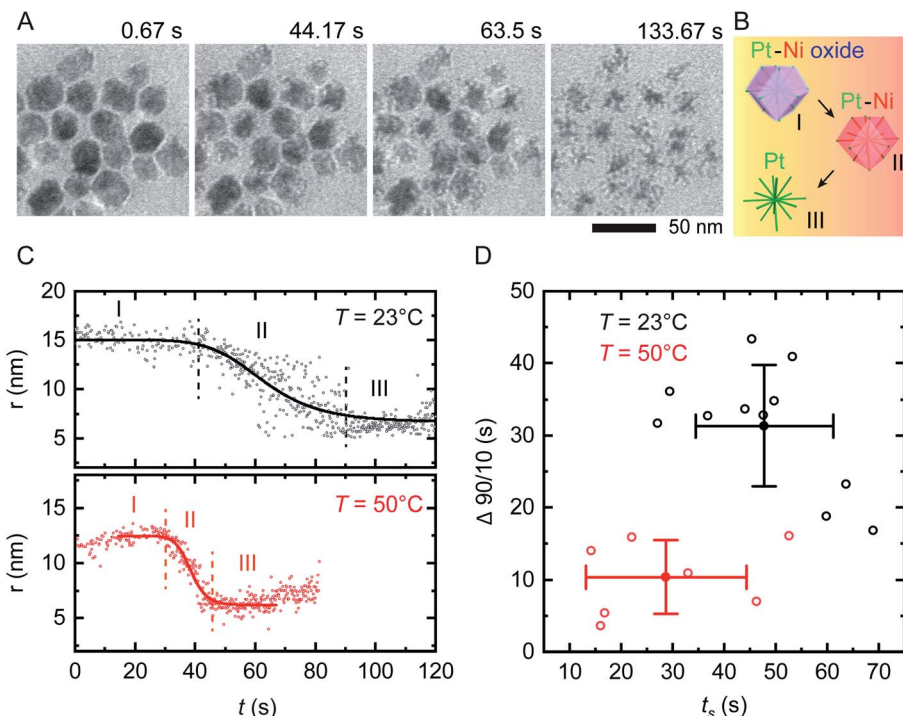 A
0.67 s
44.17 s
63.5 s
133.67 s
50 nm
B
Pt-Ni oxide
I
Pt-Ni
II
Pt
III
C
20
15
10
5
r (nm)
I
II
III
T = 23°C
15
10
5
r (nm)
I
II
III
T = 50°C
0 20 40 60 80 100 120
t (s)
D
50
40
30
20
10
0
Δ 90/10 (s)
T = 23°C
T = 50°C
10 20 30 40 50 60 70
ts (s)